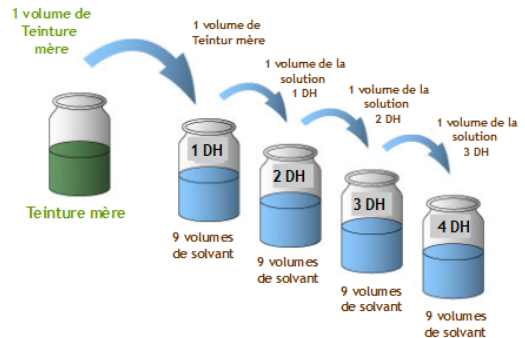 1 volume de
Teinture
mère
1 volume de
Teintur mère
1 volume de la
solution
1 DH
1 volume de la
solution
2 DH
1 volume de la
solution
3 DH
1 DH
2 DH
3 DH
4 DH
Teinture mère
9 volumes
de solvant
9 volumes
de solvant
9 volumes
de solvant
9 volumes
de solvant